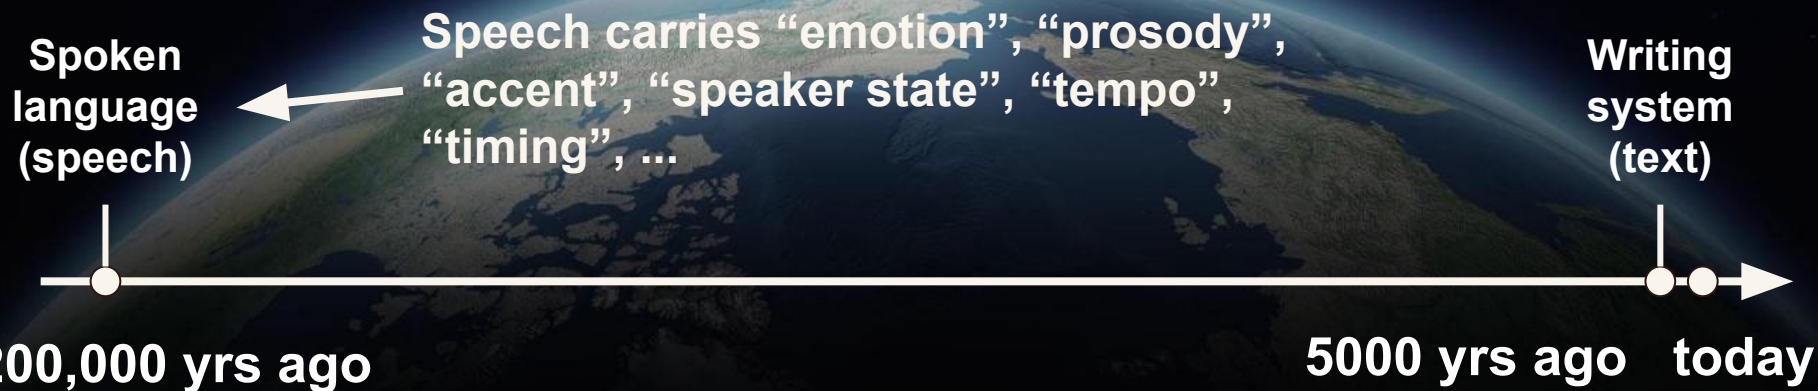 Spoken
language
(speech)
Speech carries “emotion”, “prosody”,
“accent”, “speaker state”, “tempo”,
“timing”, ...
Writing
system
(text)
200,000 yrs ago
5000 yrs ago
today